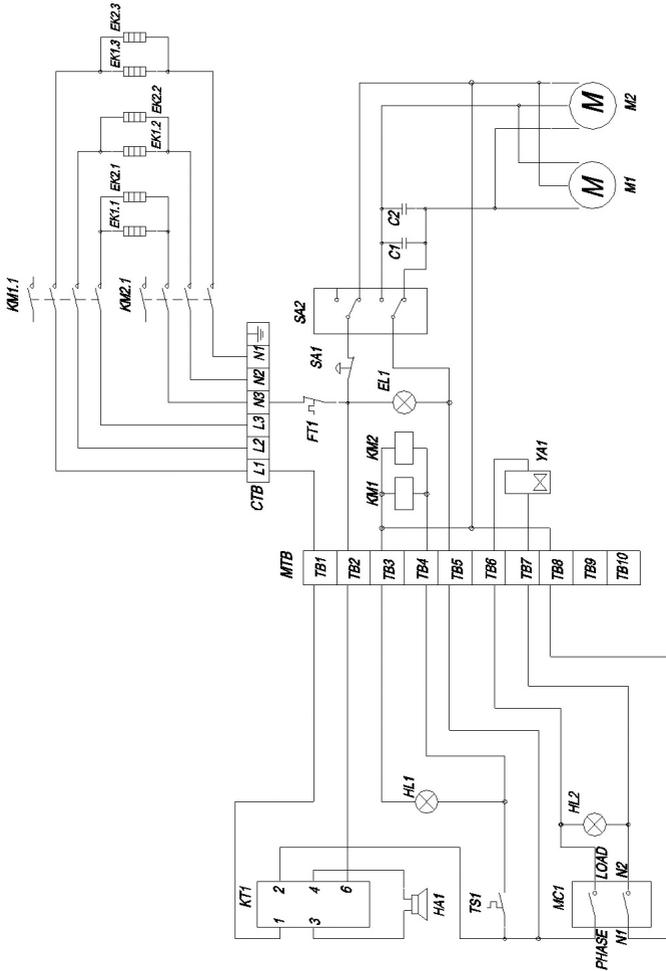 EK2.3
EK1.3
EK2.2
EK1.2
EK2.1
EK1.1
KM1.1
KM2.1
M
M2
M
M1
C2
C1
SA2
SA1
N1
N2
N3
L3
L2
L1
CTB
FT1
EL1
KM2
KM1
YA1
MTB
TB1
TB2
TB3
TB4
TB5
TB6
TB7
TB8
TB9
TB10
HL1
HL2
KT1
2
4
6
1
3
HA1
TS1
MC1
LOAD
N2
PHASE
N1